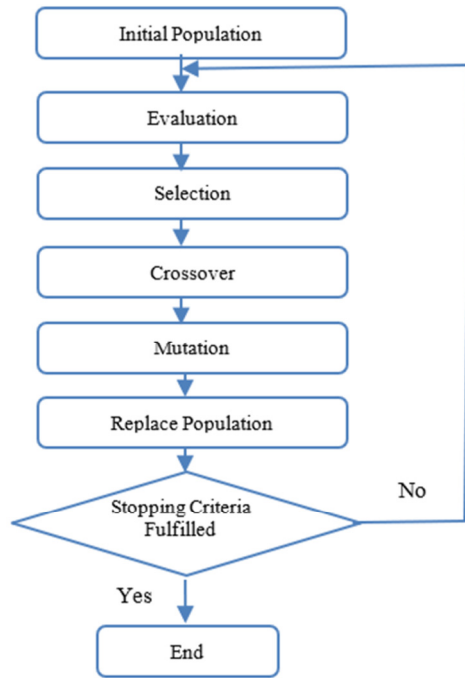 Initial Population
Evaluation
Selection
Crossover
Mutation
Replace Population
Stopping Criteria
Fulfilled
No
Yes
End